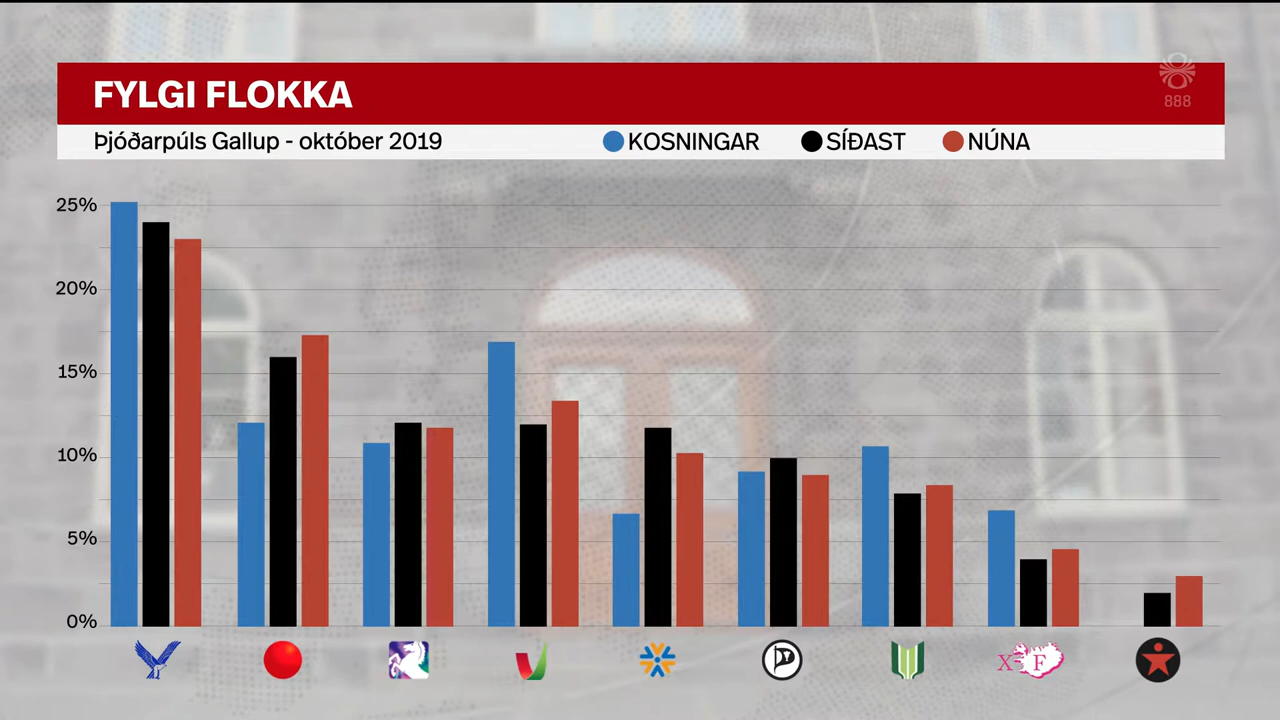 FYLGI FLOKKA
888
Þjóðarpúls Gallup - október 2019
KOSNINGAR
SÍÐAST
NÚNA
25%
20%
15%
10%
5%
0%
X F